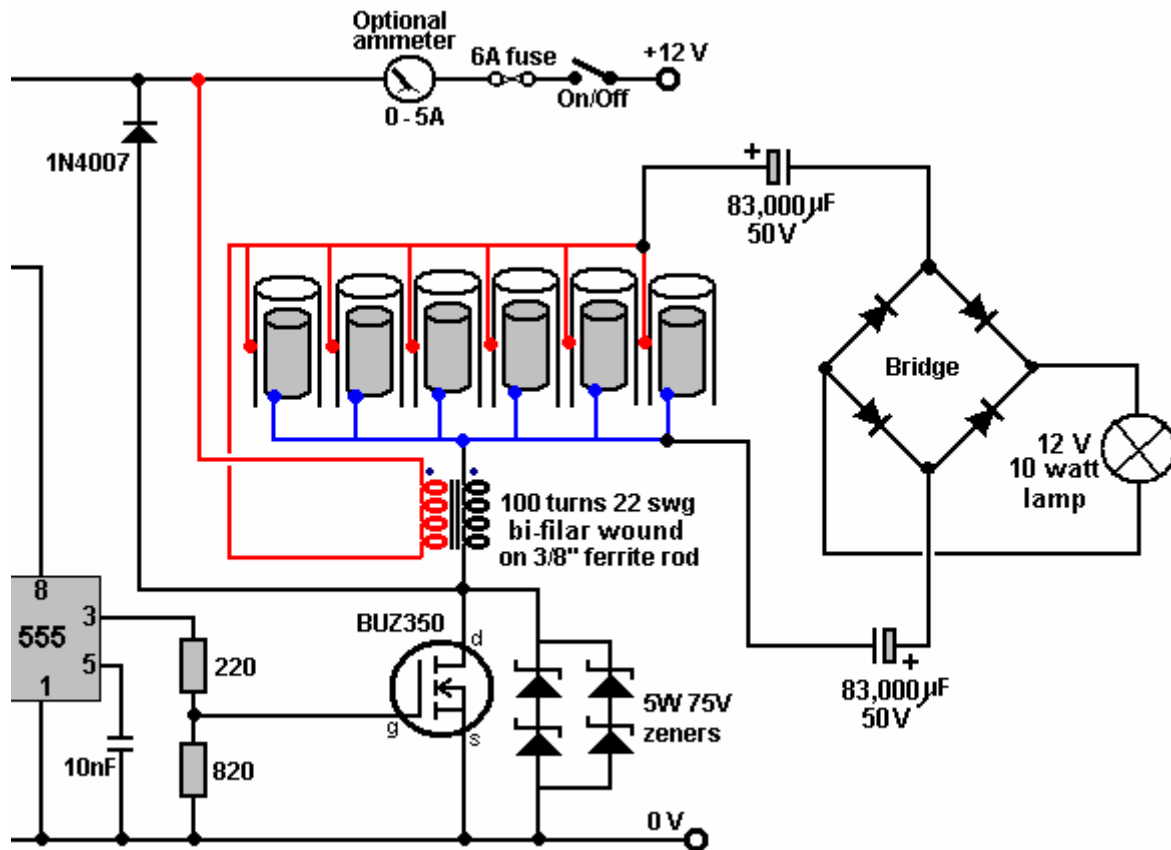 Optional
ammeter
6A fuse
+12 V
On/Off
0 - 5A
1N4007
+
83,000µF
50V
Bridge
12 V
10 watt
lamp
100 turns 22 swg
bi-filar wound
on 3/8" ferrite rod
8
3
555
5
1
220
BUZ350
d
g
s
5W 75V
zeners
+
83,000µF
50V
10nF
820
0 V